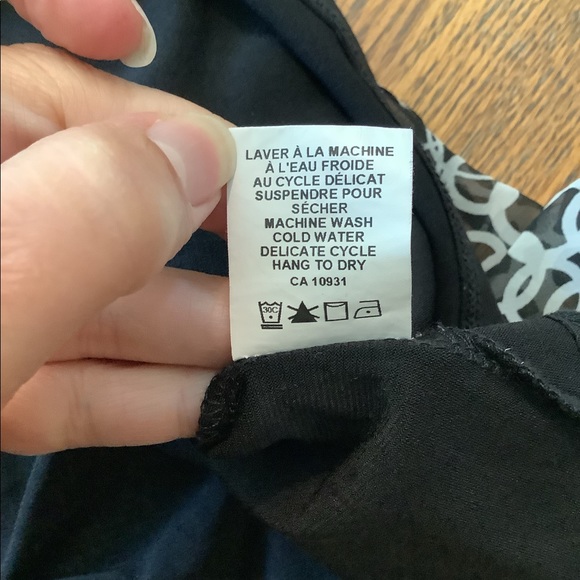 LAVER À LA MACHINE
À L'EAU FROIDE
AU CYCLE DÉLICAT
SUSPENDRE POUR
SÉCHER
MACHINE WASH
COLD WATER
DELICATE CYCLE
HANG TO DRY
CA 10931
30C